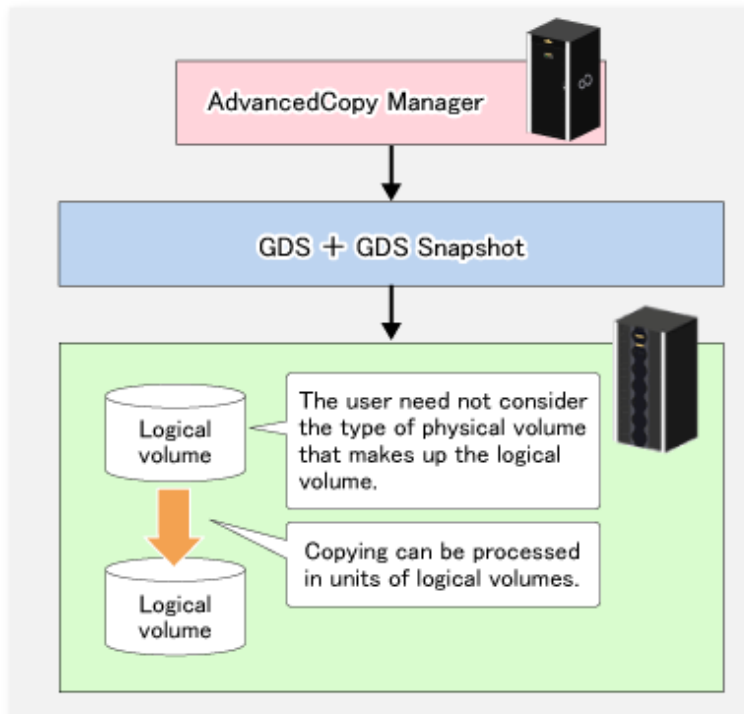 AdvancedCopy Manager
GDS + GDS Snapshot
Logical
volume
The user need not consider
the type of physical volume
that makes up the logical
volume.
Copying can be processed
in units of logical volumes.
Logical
volume